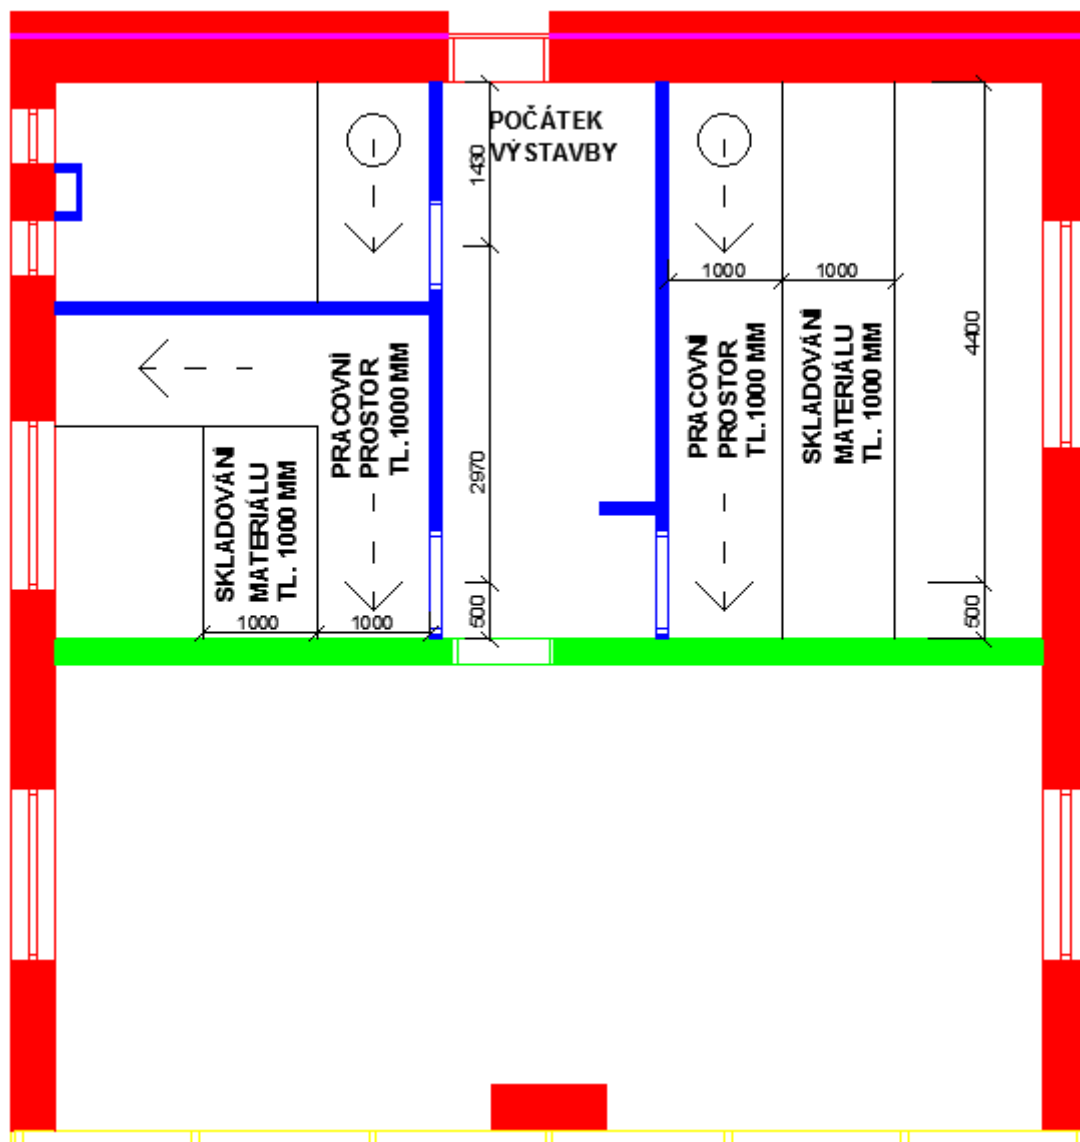 POČÁTEK
VÝSTAVBY
1430
1000
1000
4400
PRACOVNÍ
PROSTOR
TL. 1000 MM
PRACOVNÍ
PROSTOR
TL. 1000 MM
SKLADOVÁNÍ
MATERIÁLU
TL. 1000 MM
SKLADOVÁNÍ
MATERIÁLU
TL. 1000 MM
2970
1000
1000
500
500